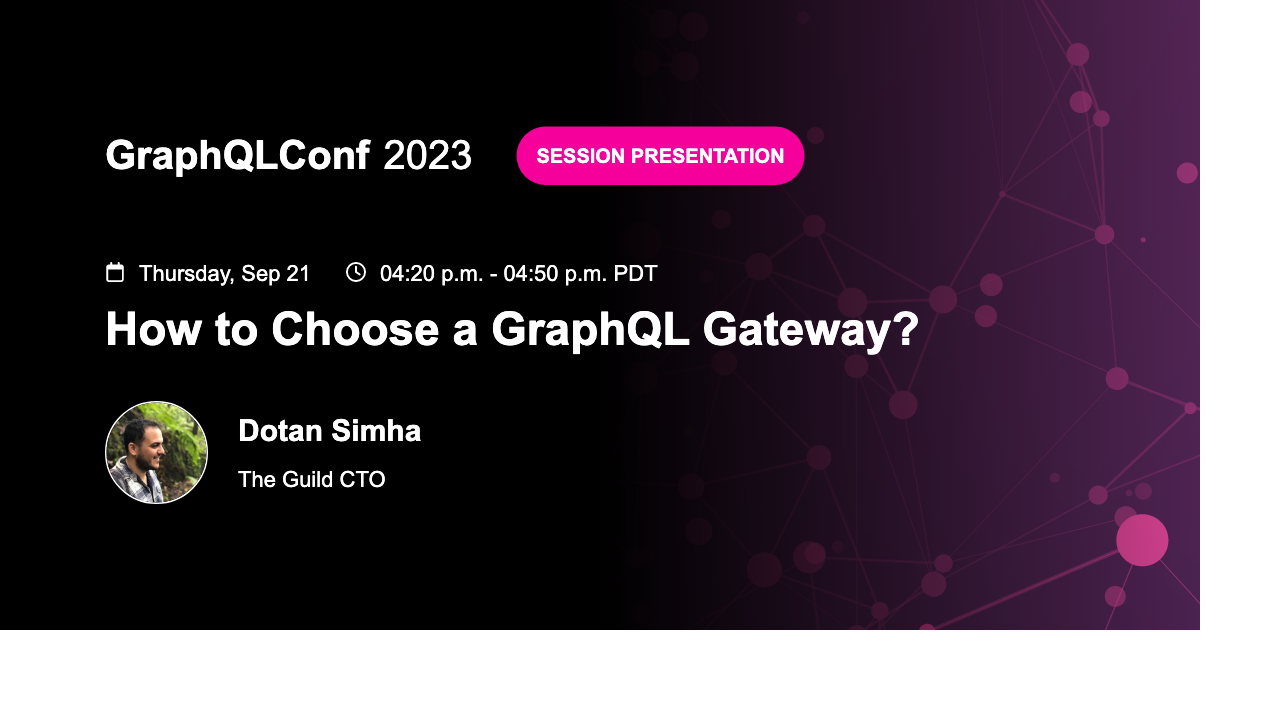 GraphQLConf 2023
SESSION PRESENTATION
Thursday, Sep 21
04:20 p.m. - 04:50 p.m. PDT
How to Choose a GraphQL Gateway?
Dotan Simha
The Guild CTO